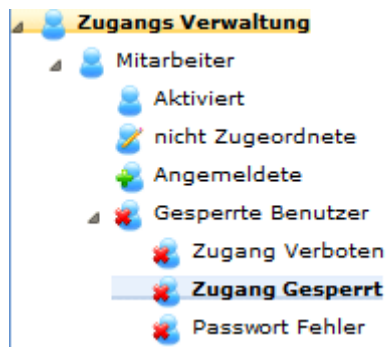 Zugangs Verwaltung
Mitarbeiter
Aktiviert
nicht Zugeordnete
Angemeldete
Gesperrte Benutzer
Zugang Verboten
Zugang Gesperrt
Passwort Fehler